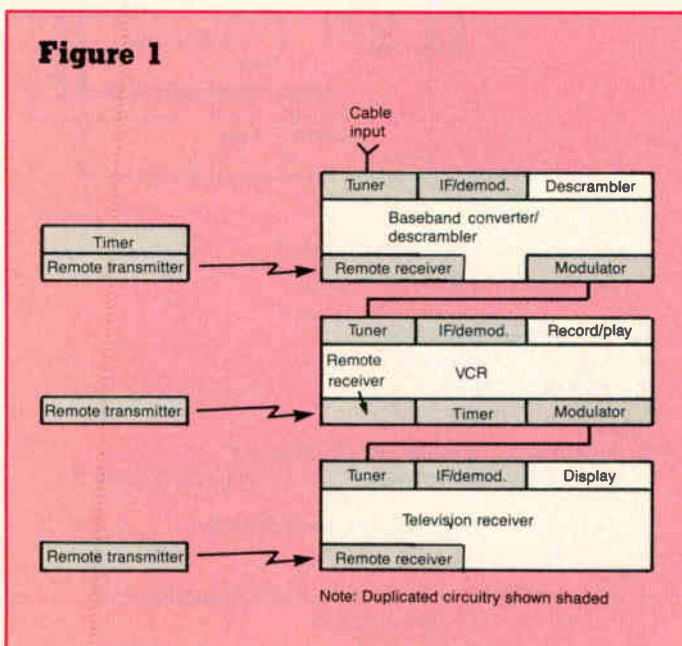 Figure 1
Cable
input
Tuner
IF/demod.
Descrambler
Baseband converter/
descrambler
Timer
Remote transmitter
Remote receiver
Modulator
Tuner
IF/demod.
Record/play
Remote
receiver
VCR
Remote transmitter
Timer
Modulator
Tuner
IF/demod.
Display
Television receiver
Remote transmitter
Remote receiver
Note: Duplicated circuitry shown shaded